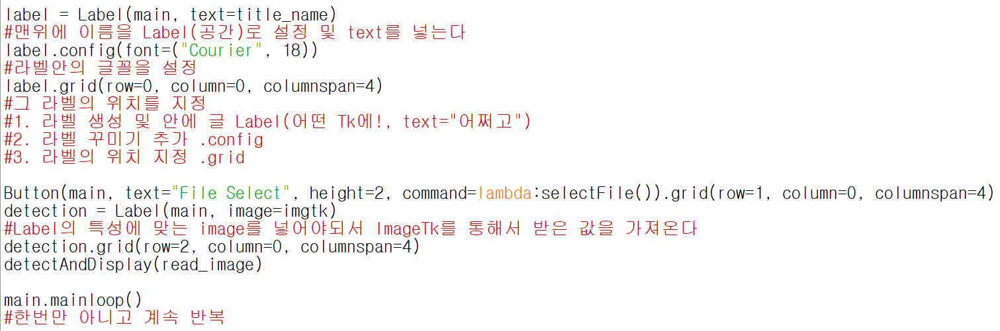 label = Label(main, text=title_name)
#맨위에 이름을 Label(공간)로 설정 및 text를 넣는다
label.config(font=("Courier", 18))
#라벨안의 글꼴을 설정
label.grid(row=0, column=0, columnspan=4)
#그 라벨의 위치를 지정
#1. 라벨 생성 및 안에 글 Label(어떤 Tk에!, text="어쩌고")
#2. 라벨 꾸미기 추가 .config
#3. 라벨의 위치 지정 .grid
Button(main, text="File Select", height=2, command=lambda:selectFile()).grid(row=1, column=0, columnspan=4)
detection = Label(main, image=imgtk)
#Label의 특성에 맞는 image를 넣어야되서 ImageTk를 통해서 받은 값을 가져온다
detection.grid(row=2, column=0, columnspan=4)
detectAndDisplay(read_image)
main.mainloop()
#한번만 아니고 계속 반복